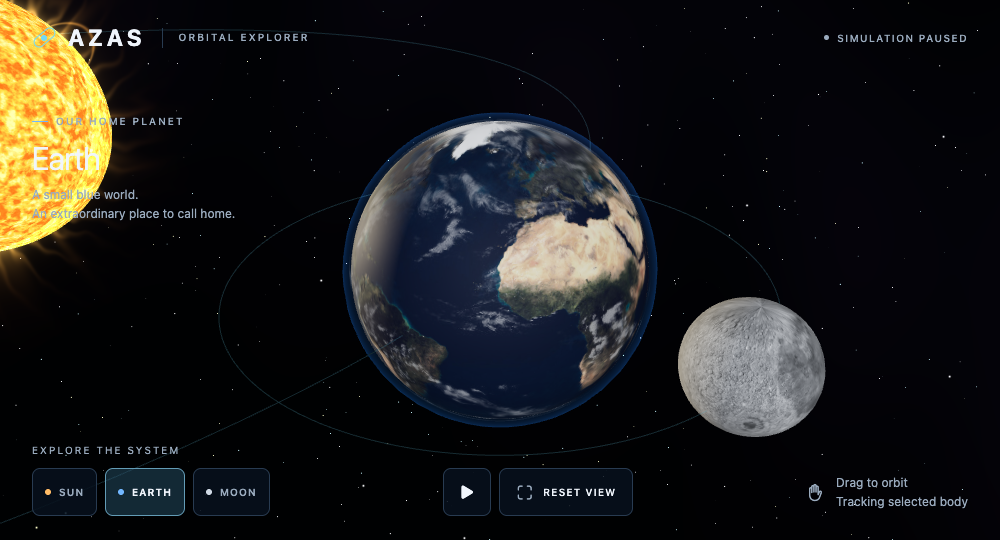 AZAS
ORBITAL EXPLORER
SIMULATION PAUSED
OUR HOME PLANET
Earth
A small blue world.
An extraordinary place to call home.
EXPLORE THE SYSTEM
SUN
EARTH
MOON
RESET VIEW
Drag to orbit
Tracking selected body